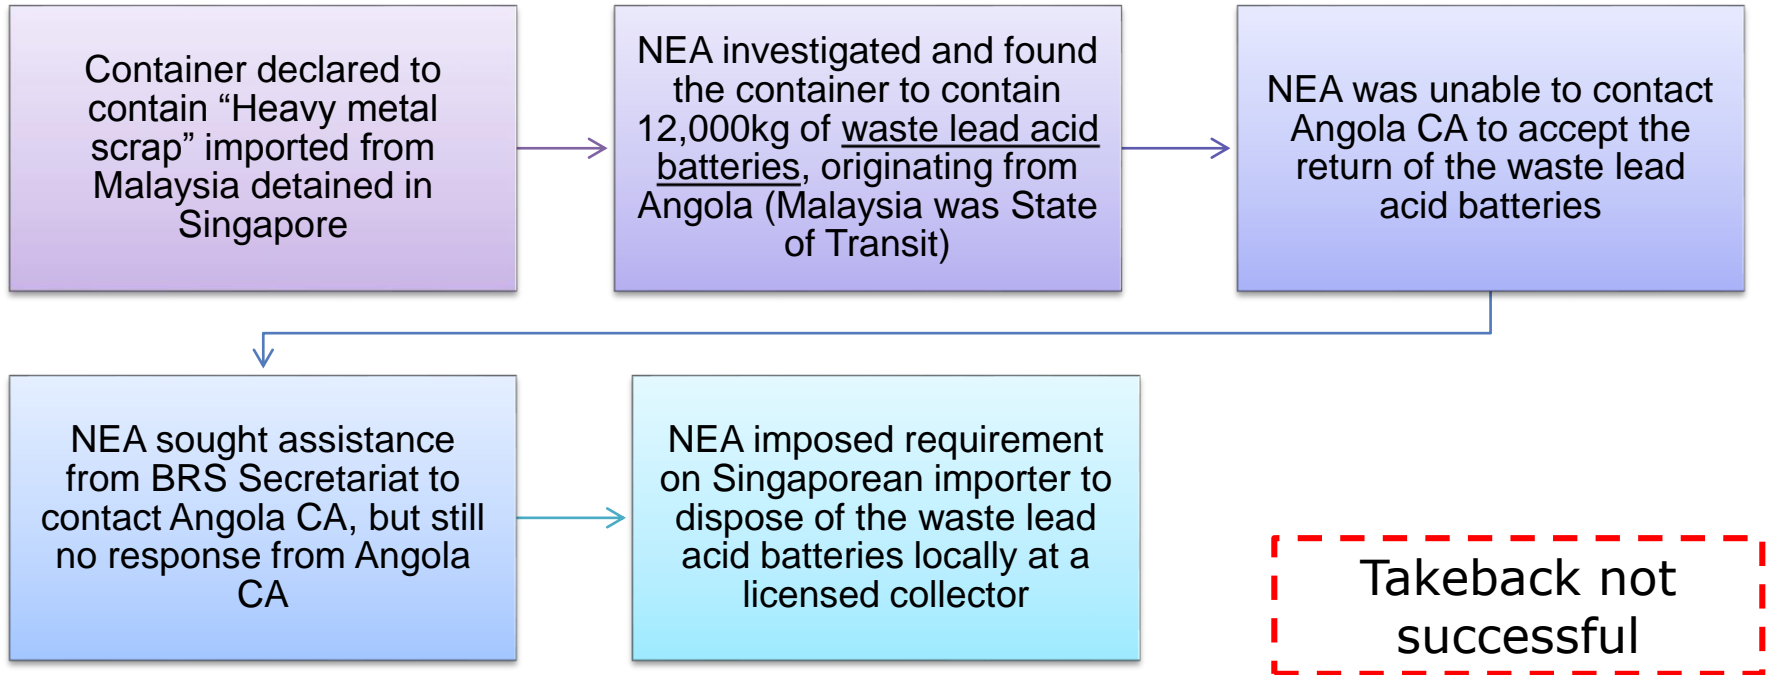 Container declared to
contain “Heavy metal
scrap” imported from
Malaysia detained in
Singapore
NEA investigated and found
the container to contain
12,000kg of waste lead acid
batteries, originating from
Angola (Malaysia was State
of Transit)
NEA was unable to contact
Angola CA to accept the
return of the waste lead
acid batteries
NEA sought assistance
from BRS Secretariat to
contact Angola CA, but still
no response from Angola
CA
NEA imposed requirement
on Singaporean importer to
dispose of the waste lead
acid batteries locally at a
licensed collector
Takeback not
successful